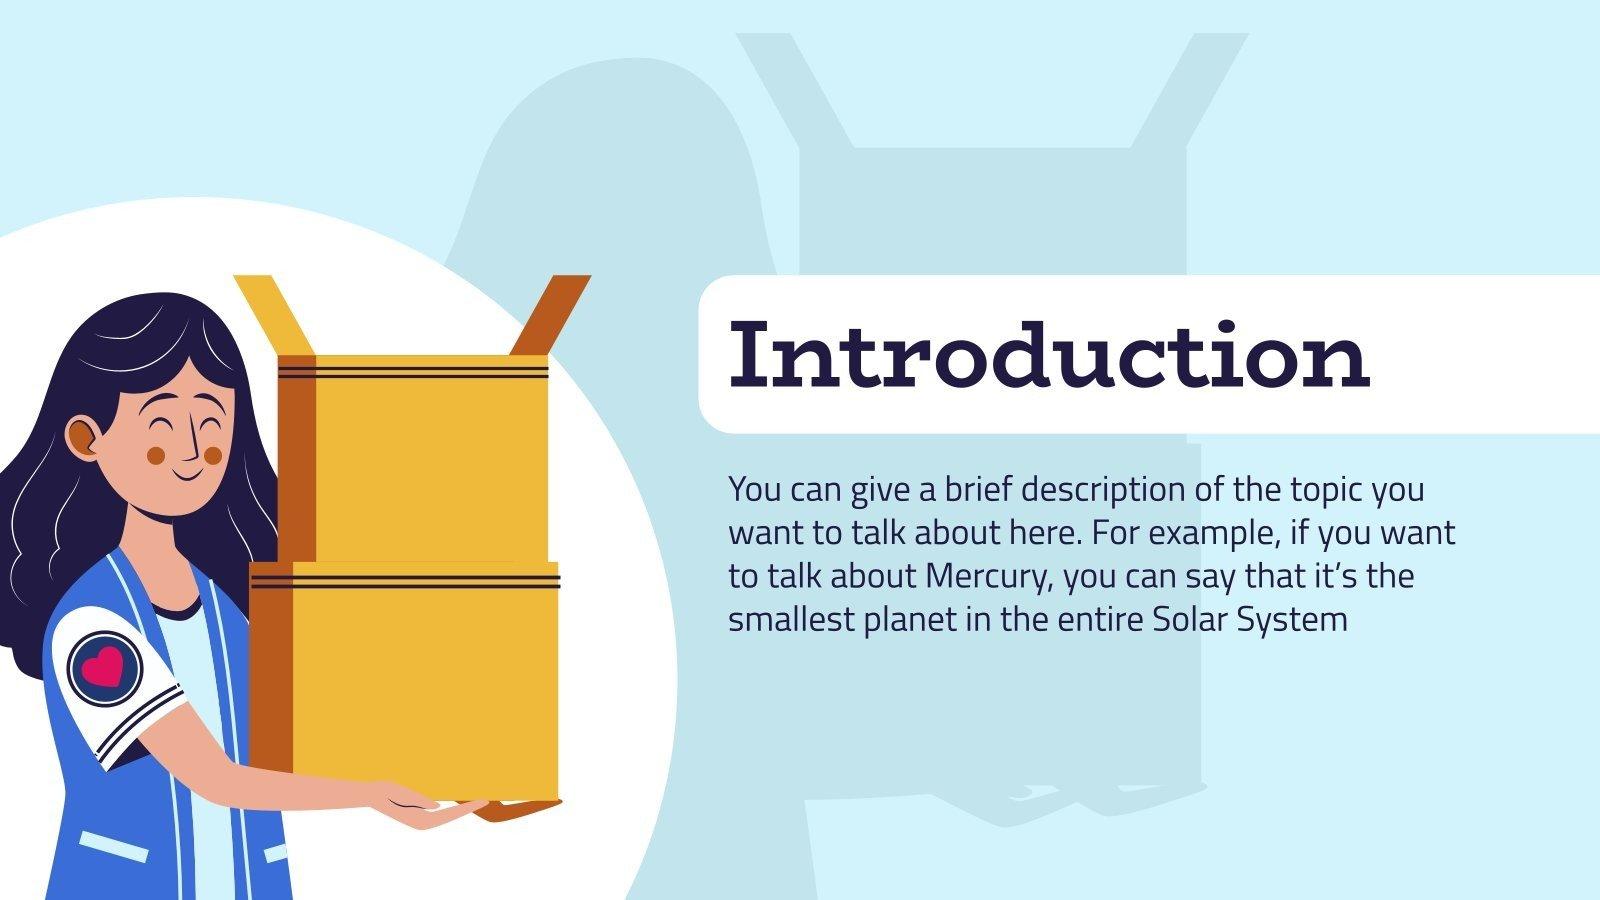 Introduction
You can give a brief description of the topic you
want to talk about here. For example, if you want
to talk about Mercury, you can say that it’s the
smallest planet in the entire Solar System